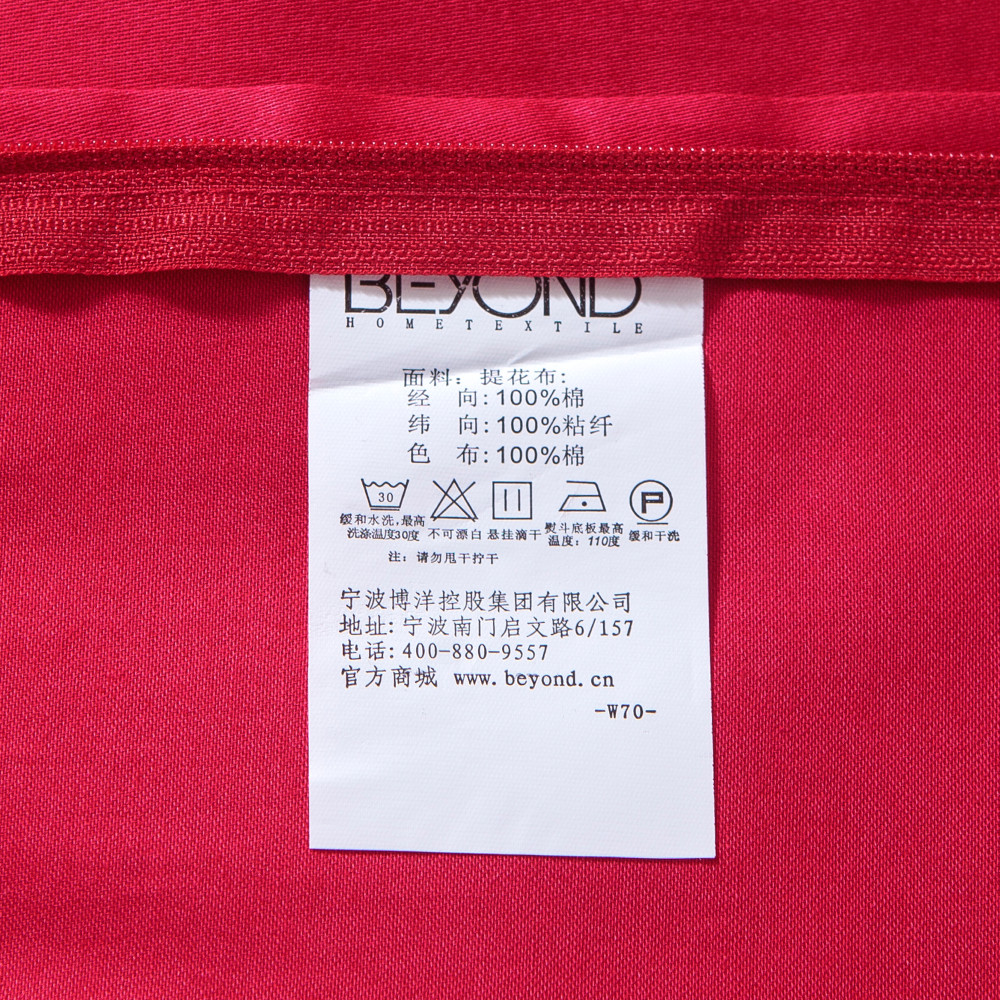 BEYOND
HOMETEXTILE
面料：提花布：
经 向：100%棉
纬 向：100%粘纤
色 布：100%棉
30
P
缓和水洗，最高
洗涤温度30度
不可漂白
悬挂滴干
熨斗底板最高
温度：110度
缓和干洗
注：请勿甩干拧干
宁波博洋控股集团有限公司
地址：宁波南门启文路6/157
电话：400-880-9557
官方商城 www.beyond.cn
-W70-